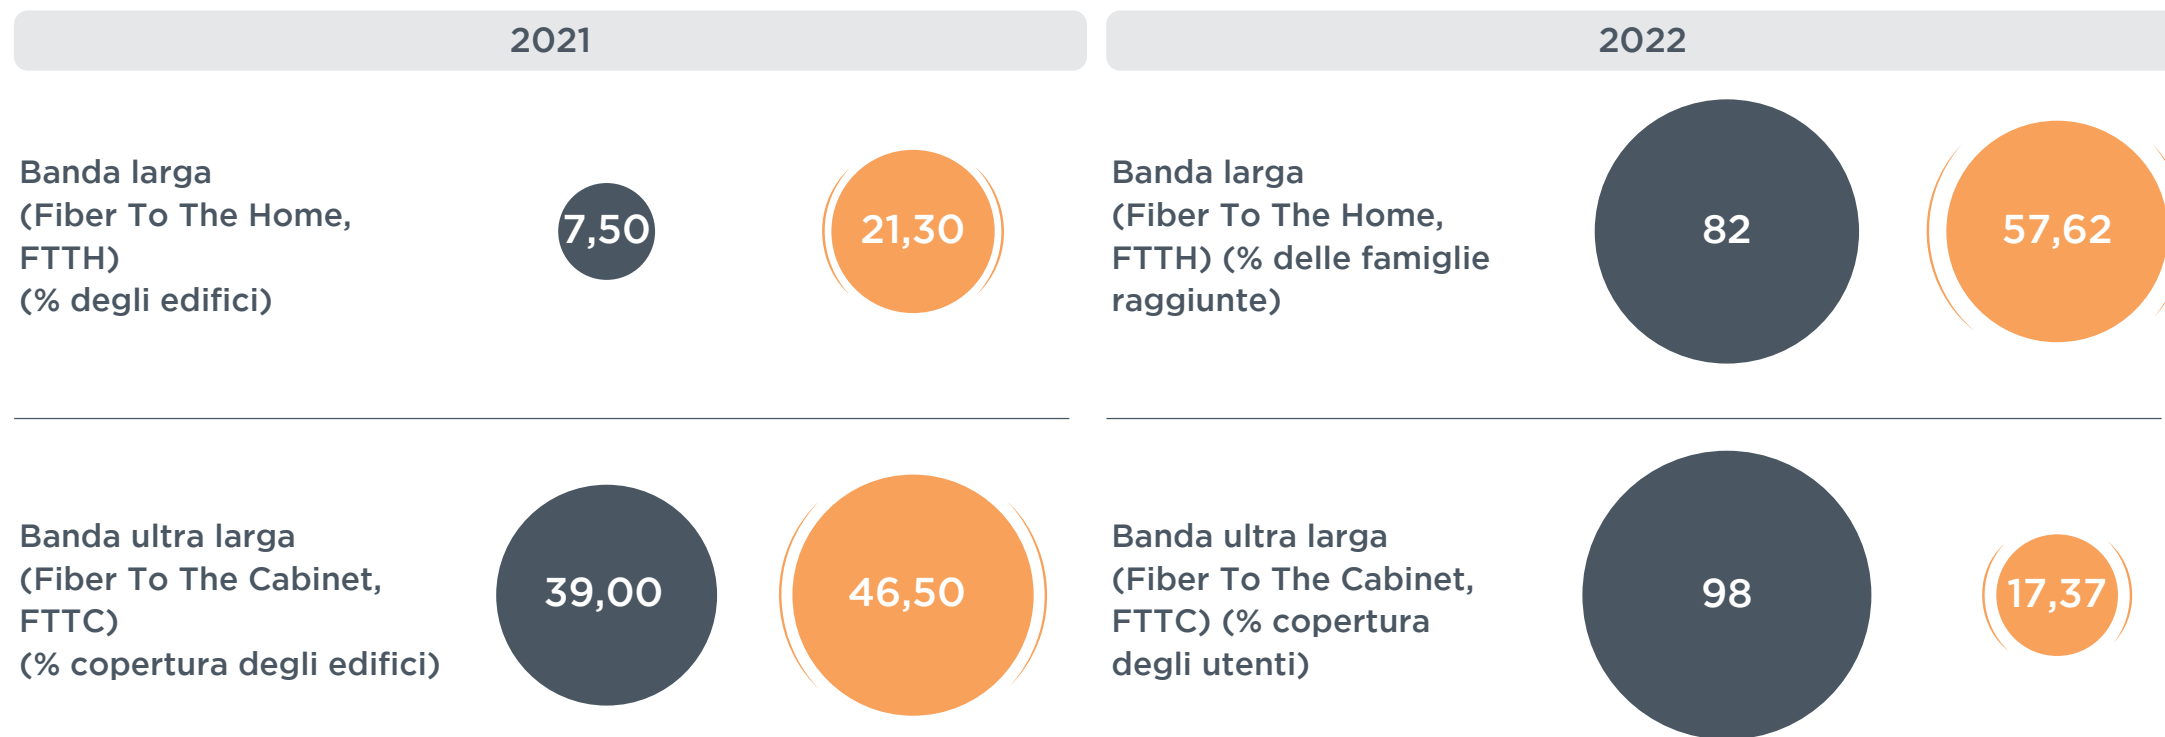 2021
2022
Banda larga
(Fiber To The Home,
FTTH)
(% degli edifici)
7,50
21,30
Banda larga
(Fiber To The Home,
FTTH) (% delle famiglie
raggiunte)
82
57,62
Banda ultra larga
(Fiber To The Cabinet,
FTTC)
(% copertura degli edifici)
39,00
46,50
Banda ultra larga
(Fiber To The Cabinet,
FTTC) (% copertura
degli utenti)
98
17,37